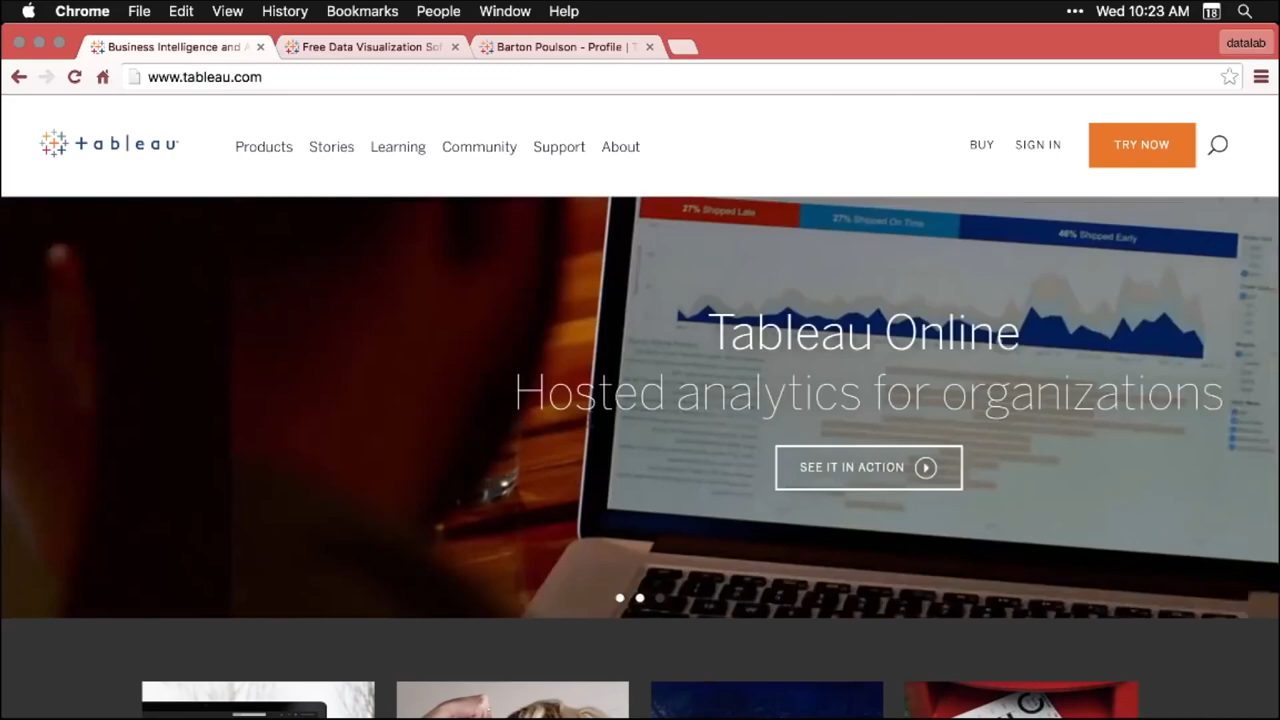 Chrome File Edit View History Bookmarks People Window Help Wed 10:23 AM 18
Business Intelligence and A Free Data Visualization Sof Barton Poulson - Profile | T datalab
www.tableau.com
+ableau
Products Stories Learning Community Support About BUY SIGN IN TRY NOW
27% Shipped Late 27% Shipped On Time 46% Shipped Early
Tableau Online
Hosted analytics for organizations
SEE IT IN ACTION